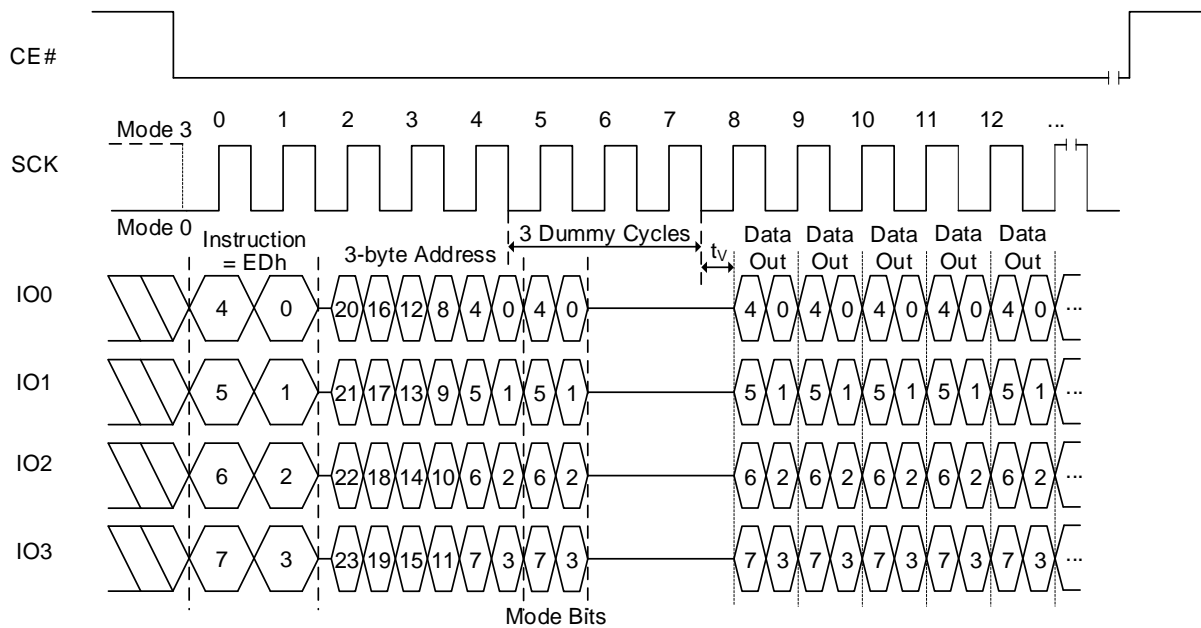 CE#
Mode 3
0 1 2 3 4 5 6 7 8 9 10 11 12 ...
SCK
Mode 0
Instruction = EDh
3-byte Address
3 Dummy Cycles
tV
Data Out Data Out Data Out Data Out Data Out
IO0 4 0 20 16 12 8 4 0 4 0 4 0 4 0 4 0 4 0 4 0 ...
IO1 5 1 21 17 13 9 5 1 5 1 5 1 5 1 5 1 5 1 5 1 ...
IO2 6 2 22 18 14 10 6 2 6 2 6 2 6 2 6 2 6 2 6 2 ...
IO3 7 3 23 19 15 11 7 3 7 3 7 3 7 3 7 3 7 3 7 3 ...
Mode Bits